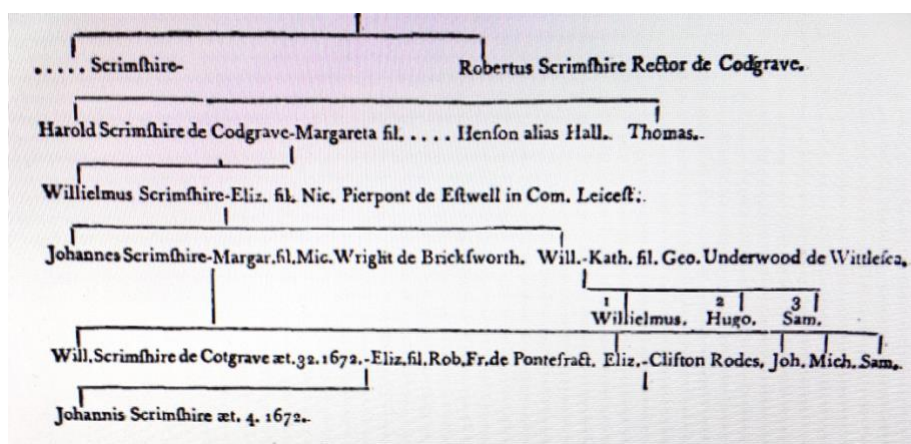 ..... Scrimſhire- Robertus Scrimſhire Rector de Codgrave.
Harold Scrimſhire de Codgrave-Margareta fil. .... Henſon alias Hall. Thomas.
Willielmus Scrimſhire-Eliz. fil. Nic. Pierpont de Eſtwell in Com. Leiceſt.
Johannes Scrimſhire-Margar.fil.Mic.Wright de Brickſworth. Will.-Kath. fil. Geo. Underwood de Wittleſea.
1 2 3
Willielmus. Hugo. Sam.
Will.Scrimſhire de Cotgrave æt.32.1672.-Eliz.fil.Rob.Fr.de Pontefract. Eliz.-Clifton Rodes, Joh. Mich. Sam.
Johannis Scrimſhire æt. 4. 1672.